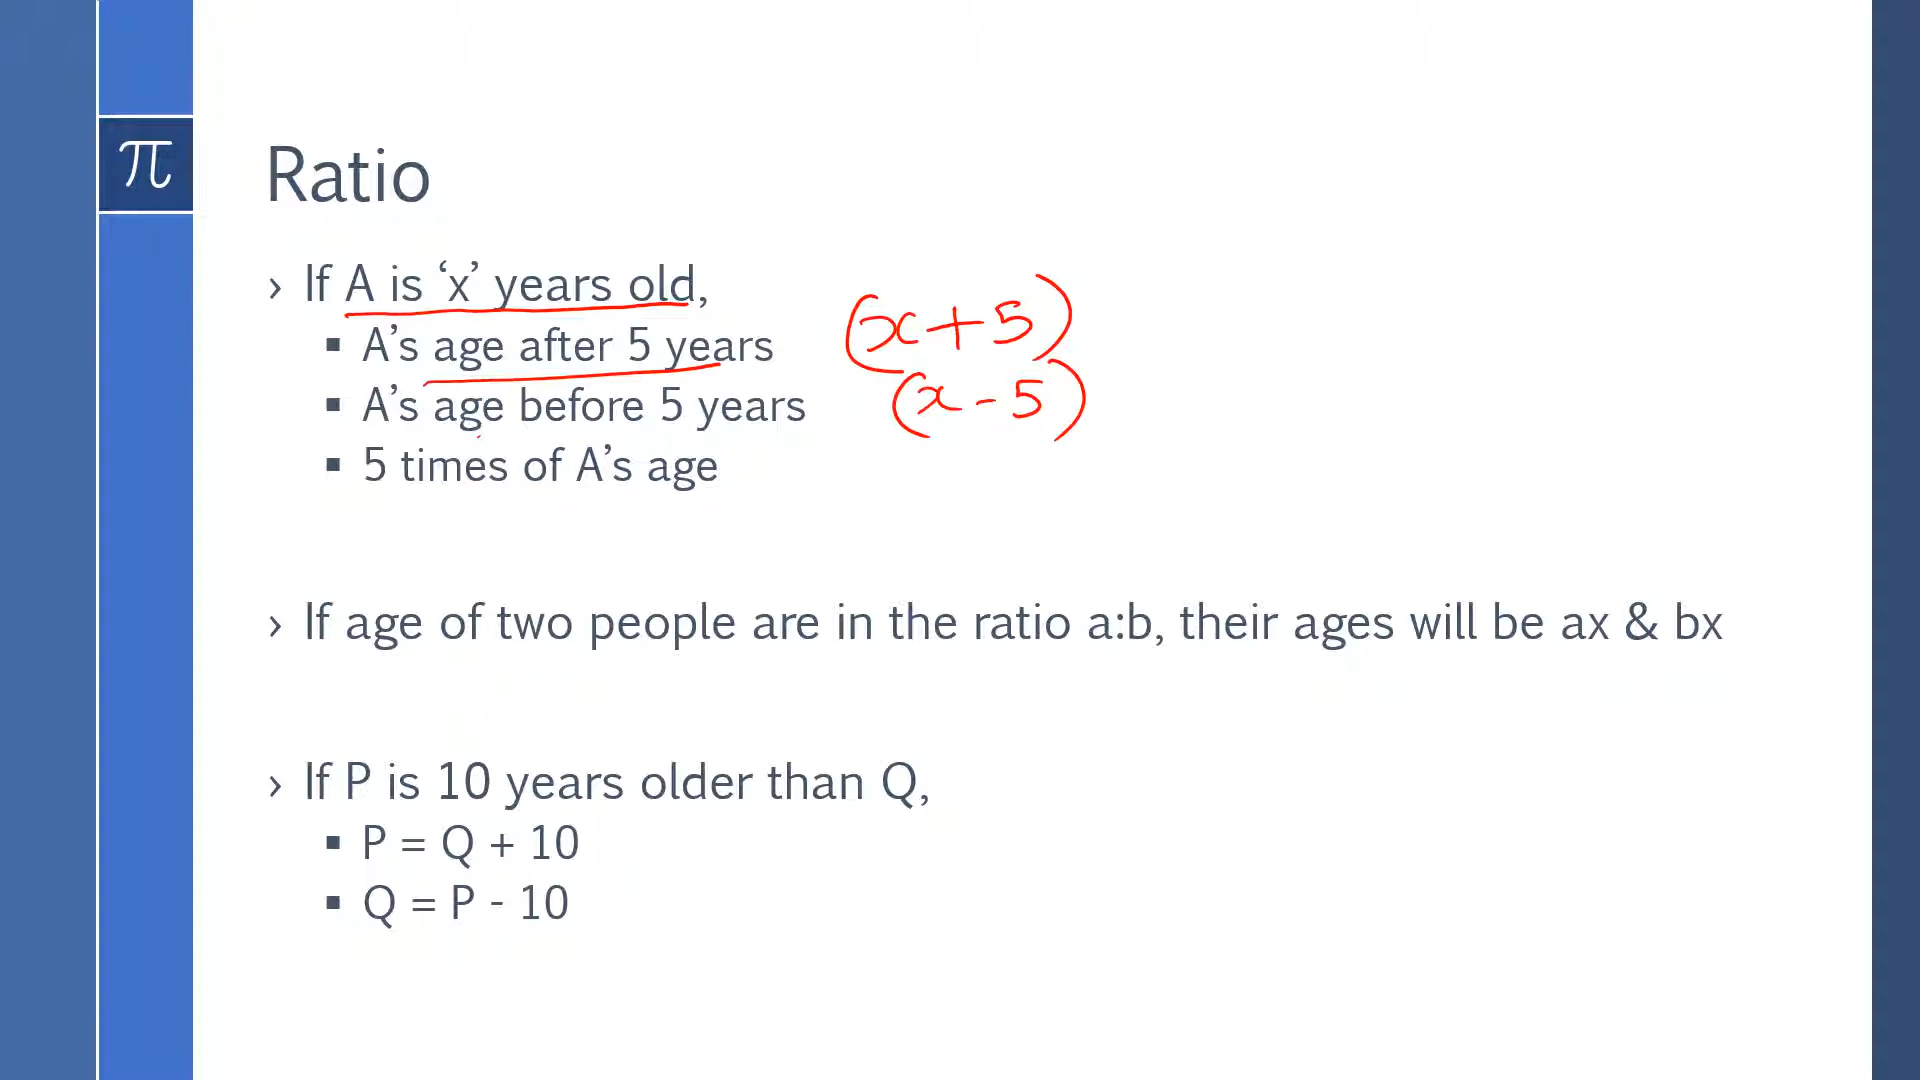 π
Ratio
› If A is ‘x’ years old,
▪ A’s age after 5 years (x+5)
▪ A’s age before 5 years (x-5)
▪ 5 times of A’s age
› If age of two people are in the ratio a:b, their ages will be ax & bx
› If P is 10 years older than Q,
▪ P = Q + 10
▪ Q = P - 10